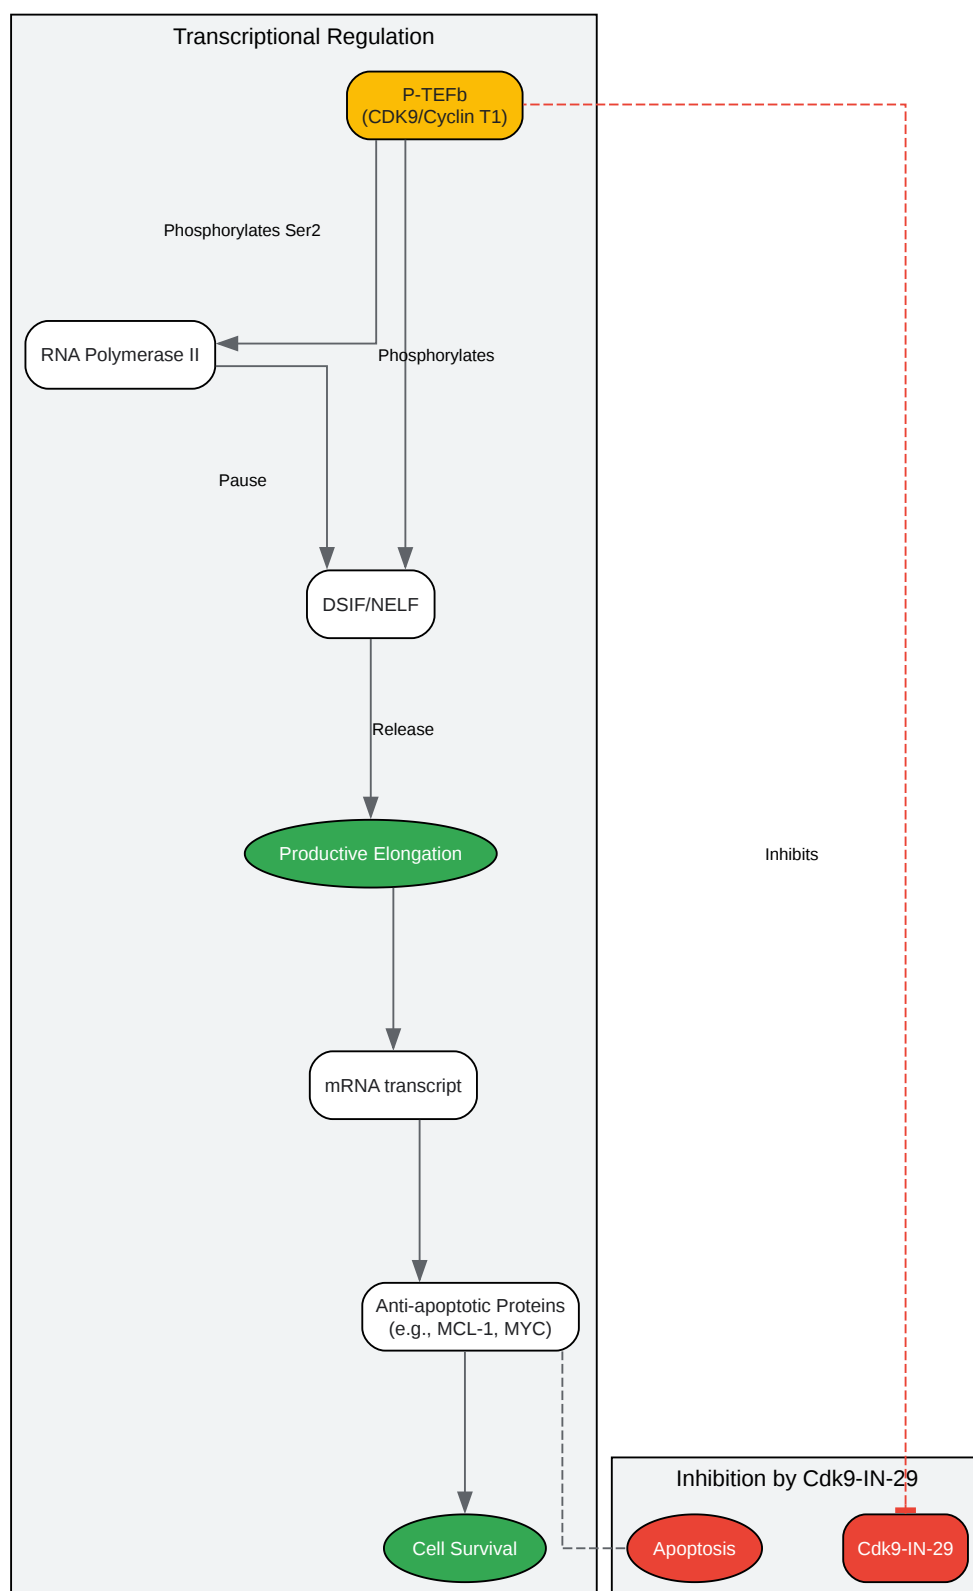 Transcriptional Regulation
P-TEFb
(CDK9/Cyclin T1)
Phosphorylates Ser2
RNA Polymerase II
Phosphorylates
Pause
DSIF/NELF
Release
Productive Elongation
Inhibits
mRNA transcript
Anti-apoptotic Proteins
(e.g., MCL-1, MYC)
Inhibition by Cdk9-IN-29
Cell Survival
Apoptosis
Cdk9-IN-29